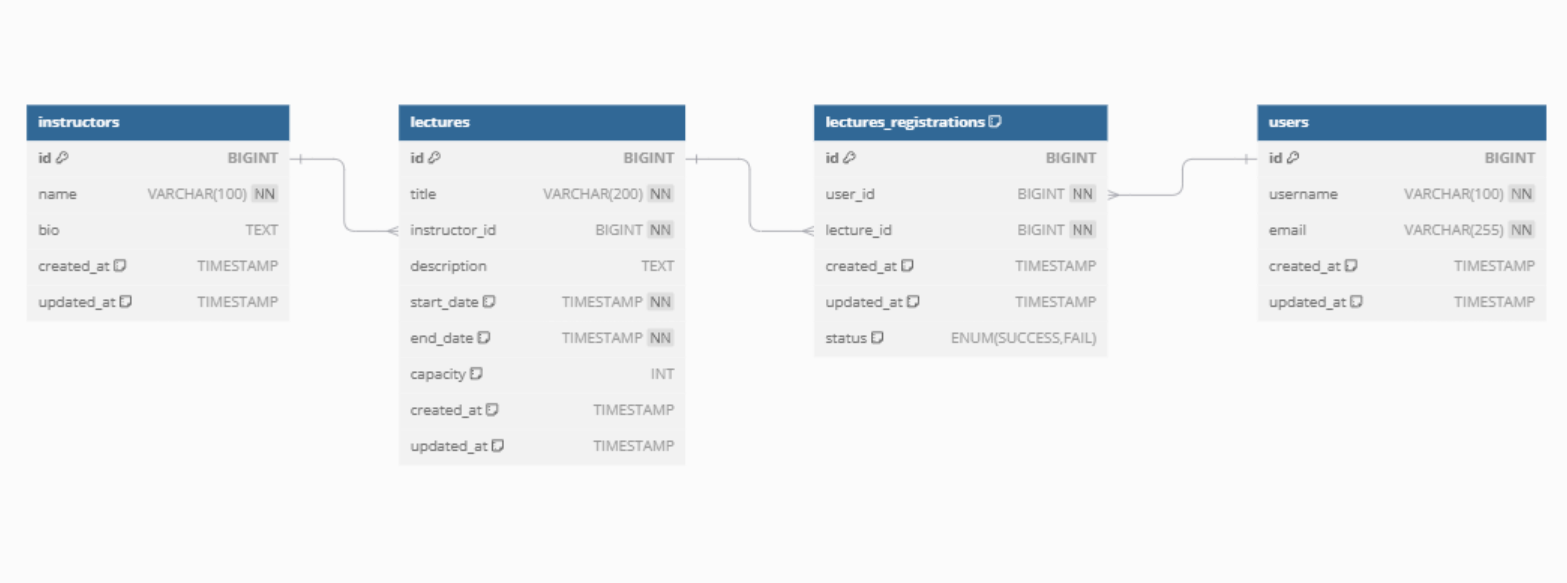 instructors
id BIGINT
name VARCHAR(100) NN
bio TEXT
created_at TIMESTAMP
updated_at TIMESTAMP
lectures
id BIGINT
title VARCHAR(200) NN
instructor_id BIGINT NN
description TEXT
start_date TIMESTAMP NN
end_date TIMESTAMP NN
capacity INT
created_at TIMESTAMP
updated_at TIMESTAMP
lectures_registrations
id BIGINT
user_id BIGINT NN
lecture_id BIGINT NN
created_at TIMESTAMP
updated_at TIMESTAMP
status ENUM(SUCCESS,FAIL)
users
id BIGINT
username VARCHAR(100) NN
email VARCHAR(255) NN
created_at TIMESTAMP
updated_at TIMESTAMP